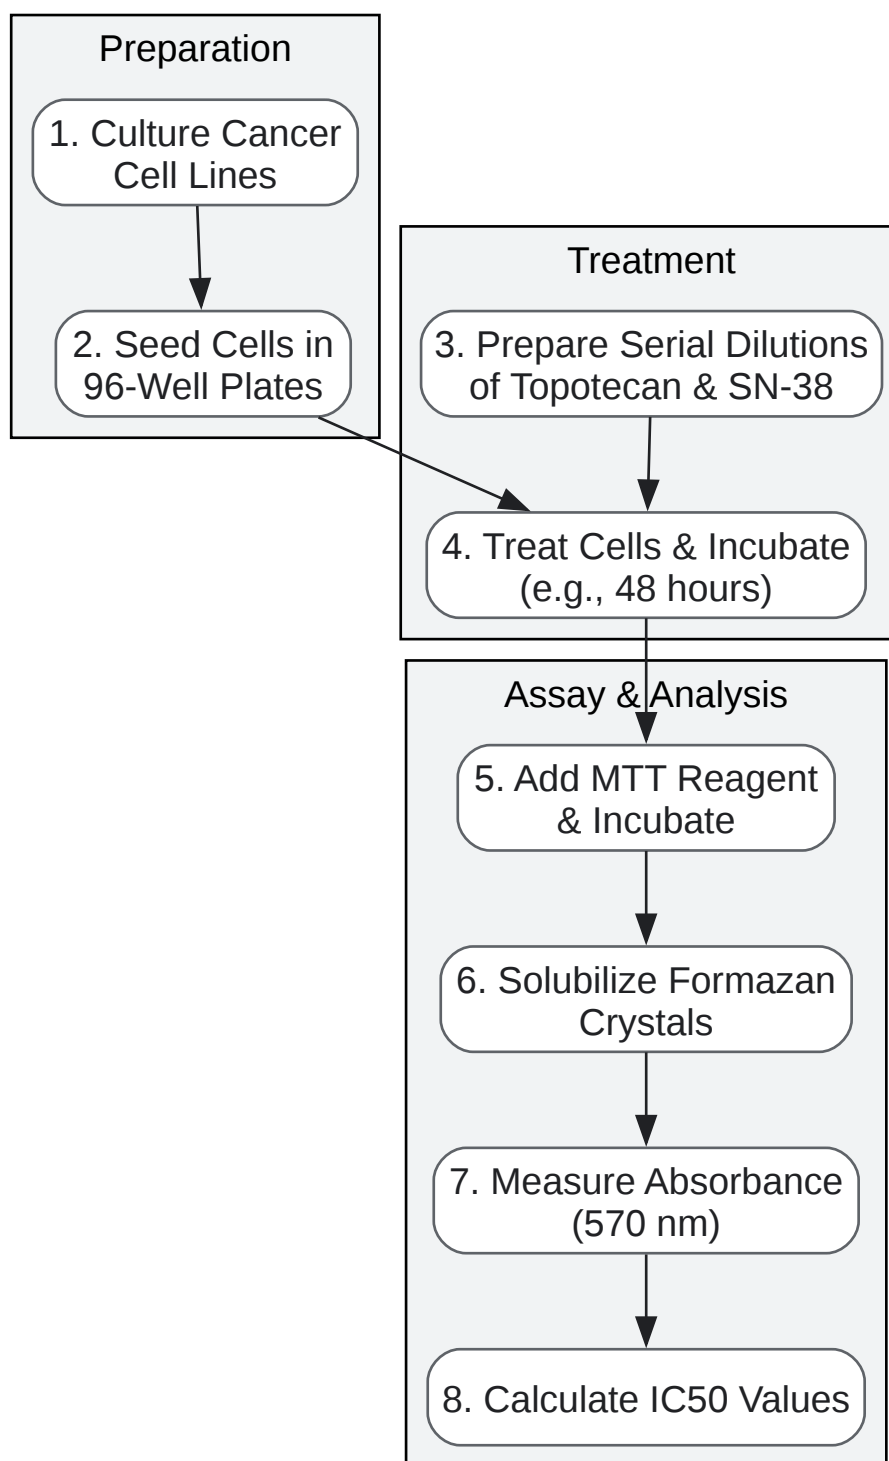 Preparation
1. Culture Cancer
Cell Lines
2. Seed Cells in
96-Well Plates
Treatment
3. Prepare Serial Dilutions
of Topotecan & SN-38
4. Treat Cells & Incubate
(e.g., 48 hours)
Assay & Analysis
5. Add MTT Reagent
& Incubate
6. Solubilize Formazan
Crystals
7. Measure Absorbance
(570 nm)
8. Calculate IC50 Values